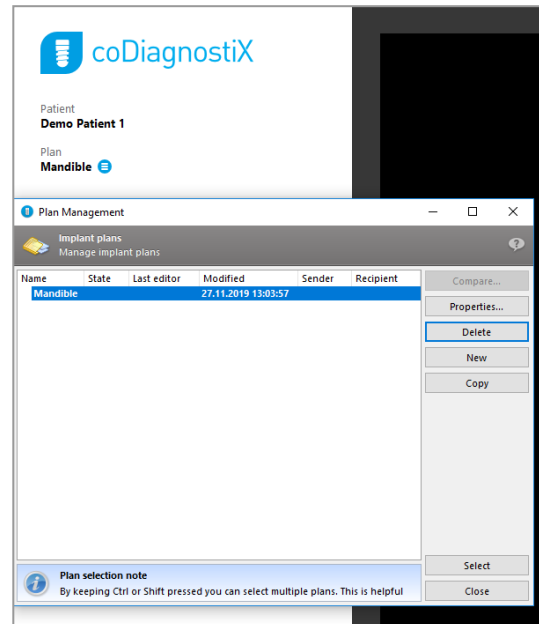 coDiagnostiX
Patient
Demo Patient 1
Plan
Mandible
Plan Management
Implant plans
Manage implant plans
Name State Last editor Modified Sender Recipient
Mandible 27.11.2019 13:03:57
Compare...
Properties...
Delete
New
Copy
Plan selection note
By keeping Ctrl or Shift pressed you can select multiple plans. This is helpful
Select
Close